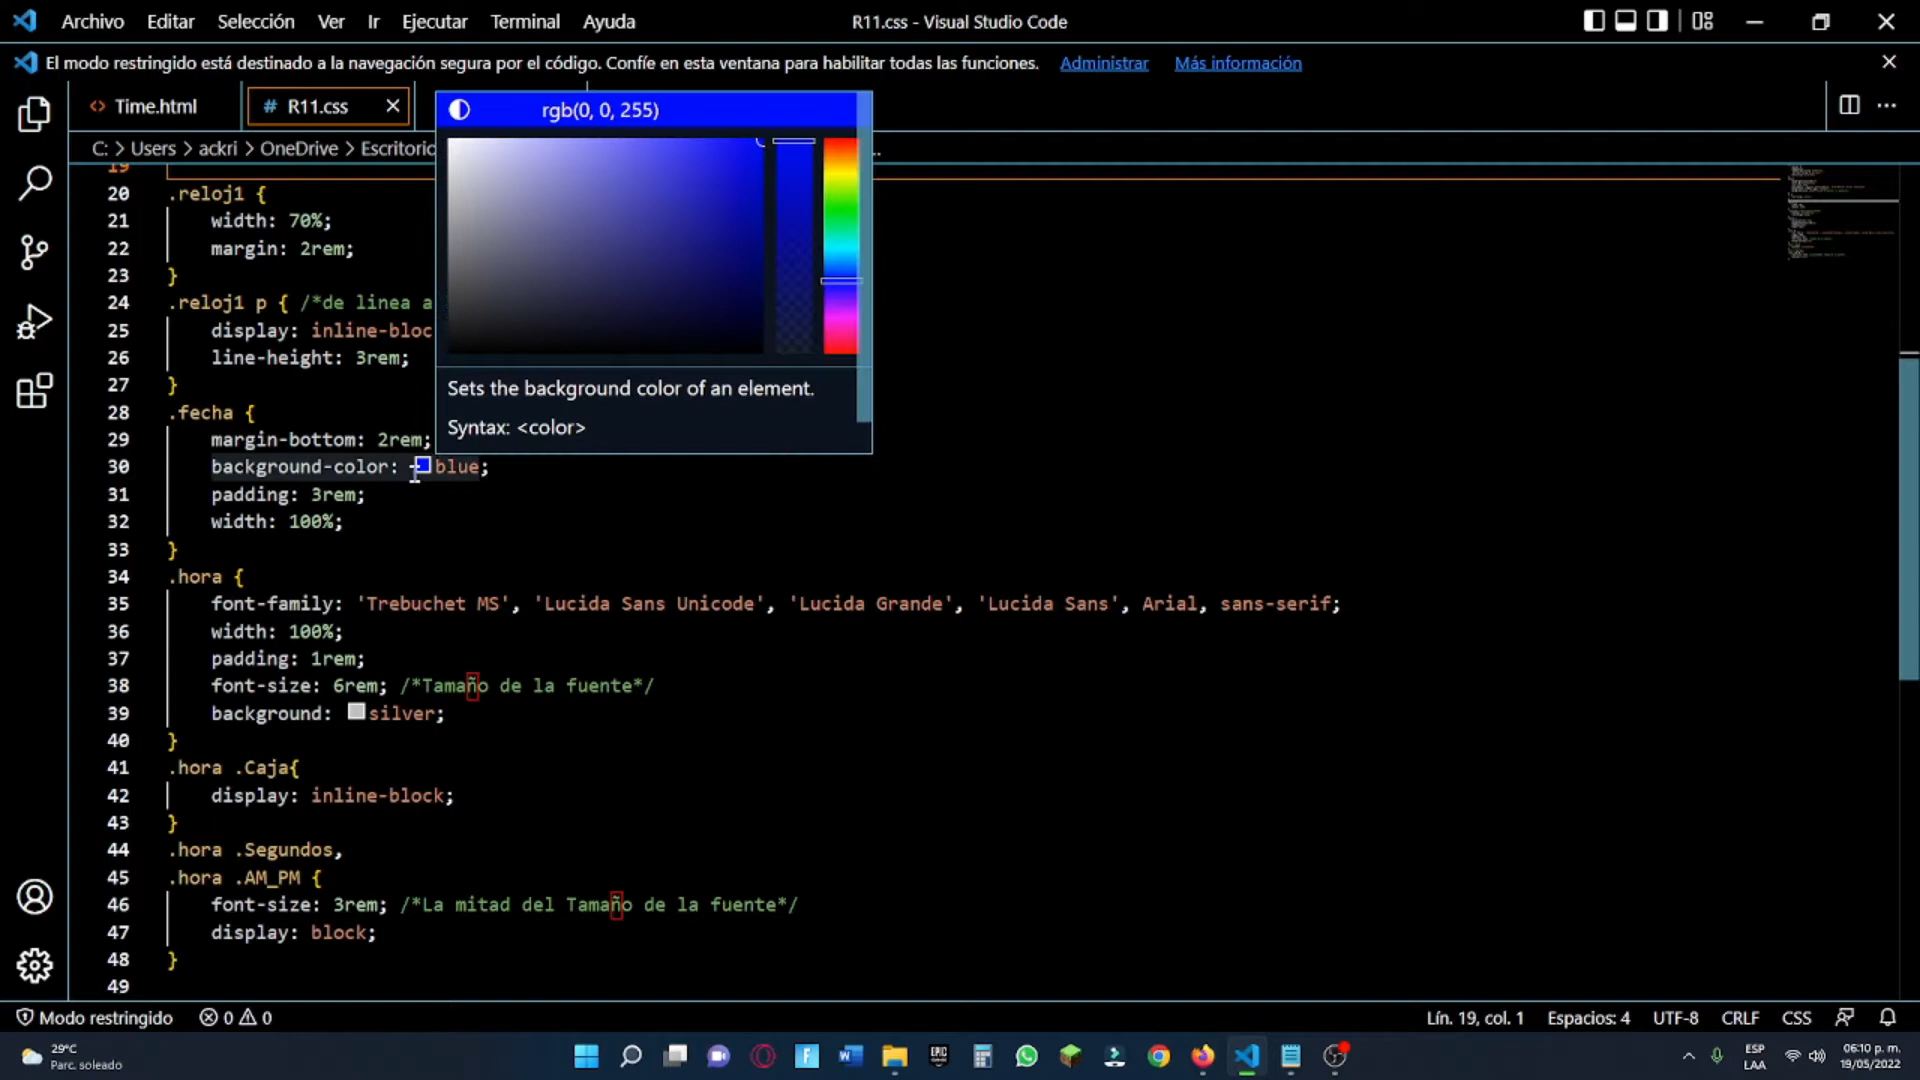 Archivo Editar Selección Ver Ir Ejecutar Terminal Ayuda R11.css - Visual Studio Code
El modo restringido está destinado a la navegación segura por el código. Confíe en esta ventana para habilitar todas las funciones. Administrar Más información
<> Time.html # R11.css
C: > Users > ackri > OneDrive > Escritorio ...
rgb(0, 0, 255)
Sets the background color of an element.
Syntax: <color>
19
20 .reloj1 {
21 width: 70%;
22 margin: 2rem;
23 }
24 .reloj1 p { /*de linea a
25 display: inline-bloc
26 line-height: 3rem;
27 }
28 .fecha {
29 margin-bottom: 2rem;
30 background-color: blue;
31 padding: 3rem;
32 width: 100%;
33 }
34 .hora {
35 font-family: 'Trebuchet MS', 'Lucida Sans Unicode', 'Lucida Grande', 'Lucida Sans', Arial, sans-serif;
36 width: 100%;
37 padding: 1rem;
38 font-size: 6rem; /*Tamaño de la fuente*/
39 background: silver;
40 }
41 .hora .Caja{
42 display: inline-block;
43 }
44 .hora .Segundos,
45 .hora .AM_PM {
46 font-size: 3rem; /*La mitad del Tamaño de la fuente*/
47 display: block;
48 }
49
Modo restringido 0 0 Lín. 19, col. 1 Espacios: 4 UTF-8 CRLF CSS
29°C
Parc. soleado
EPIC
ESP
LAA
06:10 p. m.
19/05/2022